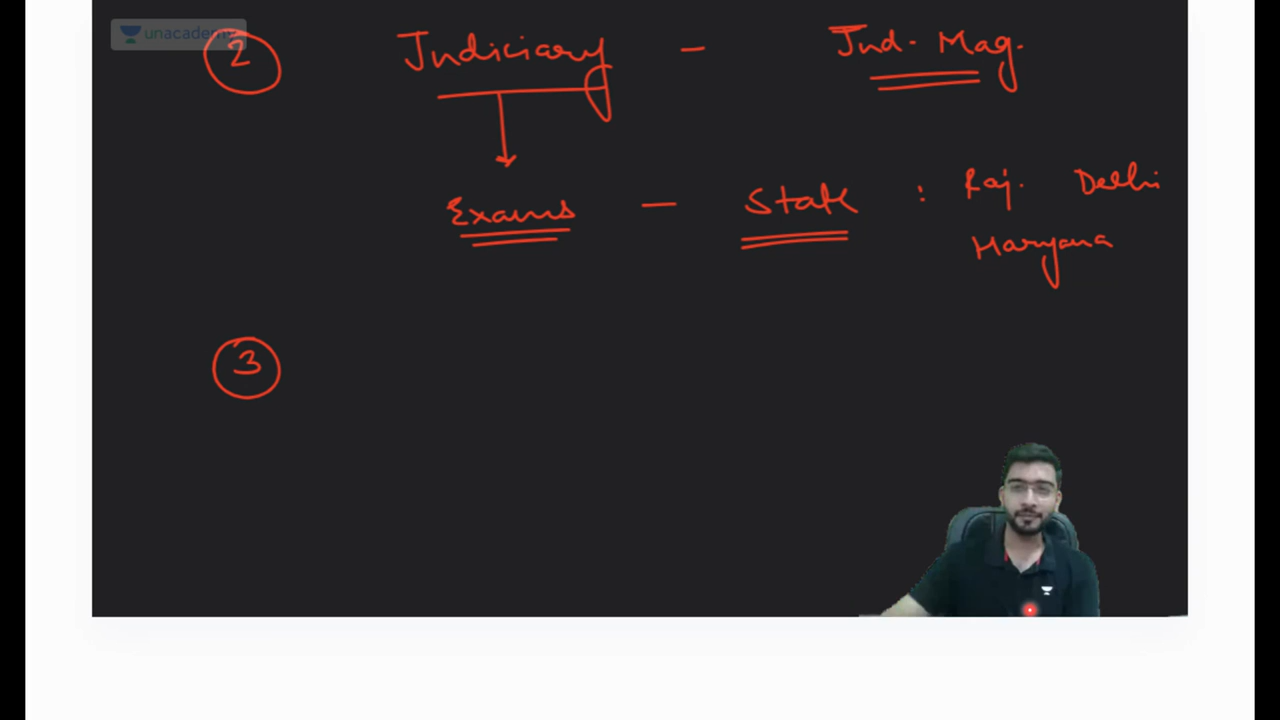 unacademy
2 Judiciary - Jud. Mag.
Exams - State : Raj. Delhi
Haryana
3